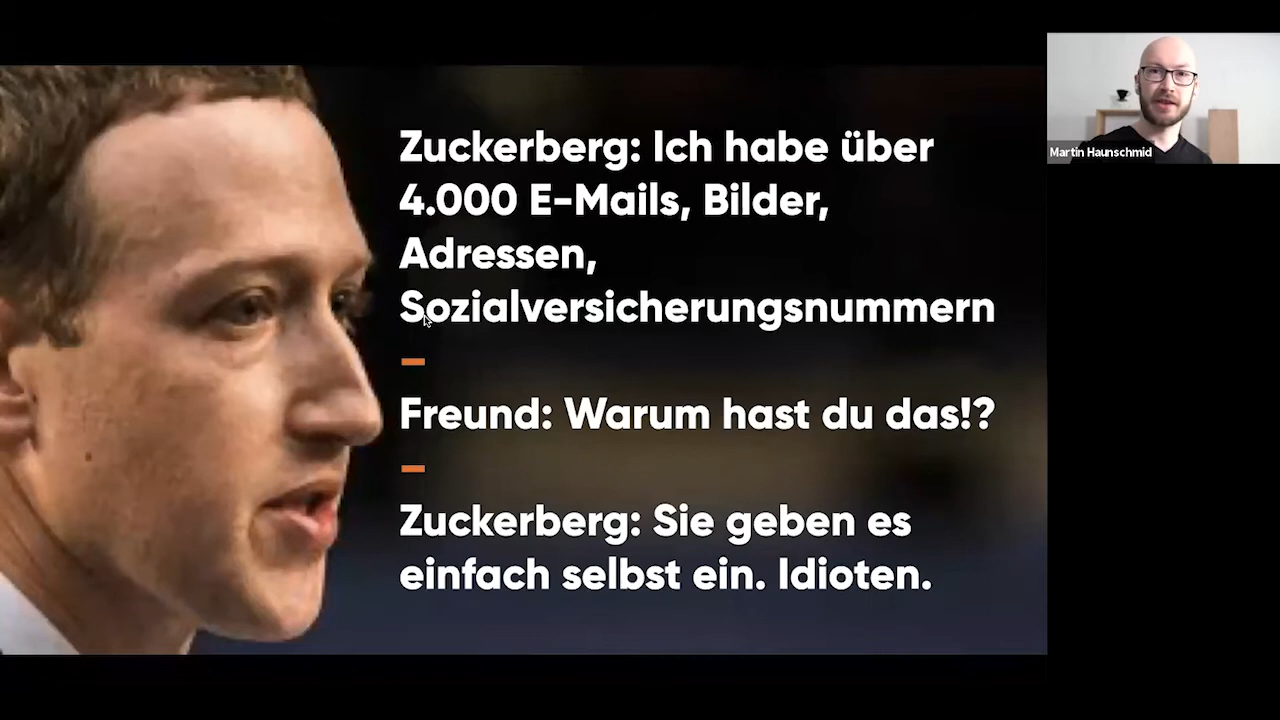 Zuckerberg: Ich habe über
4.000 E-Mails, Bilder,
Adressen,
Sozialversicherungsnummern
–
Freund: Warum hast du das!?
–
Zuckerberg: Sie geben es
einfach selbst ein. Idioten.
Martin Haunschmid